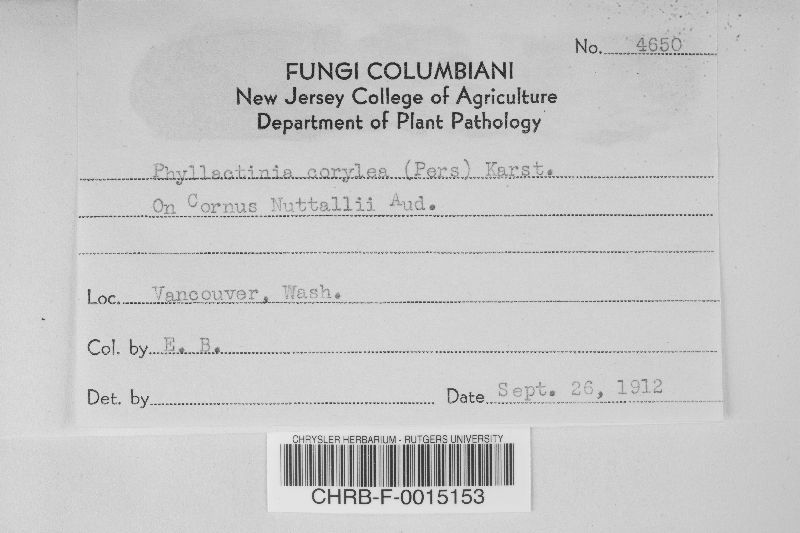 No. 4650
FUNGI COLUMBIANI
New Jersey College of Agriculture
Department of Plant Pathology
Phyllactinia corylea (Pers) Karst.
On Cornus Nuttallii Aud.
Loc. Vancouver, Wash.
Col. by E. B.
Det. by
Date Sept. 26, 1912
CHRYSLER HERBARIUM - RUTGERS UNIVERSITY
CHRB-F-0015153